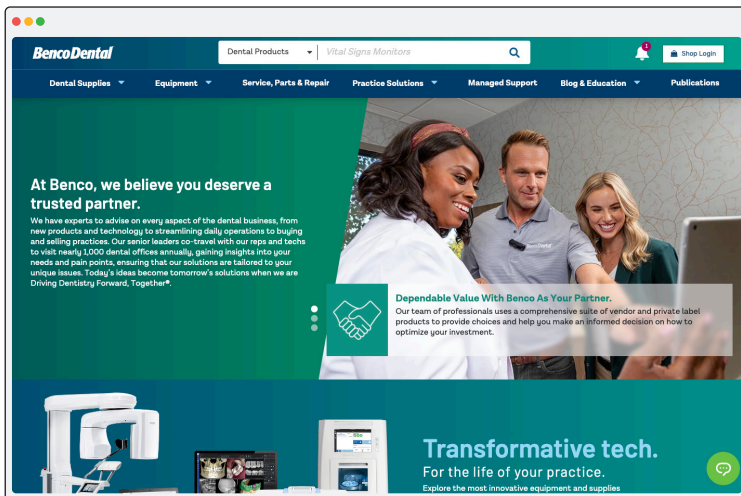 BencoDental
Dental Products
Vital Signs Monitors
1
Shop Login
Dental Supplies
Equipment
Service, Parts & Repair
Practice Solutions
Managed Support
Blog & Education
Publications
At Benco, we believe you deserve a
trusted partner.
We have experts to advise on every aspect of the dental business, from
new products and technology to streamlining daily operations to buying
and selling practices. Our senior leaders co-travel with our reps and techs
to visit nearly 1,000 dental offices annually, gaining insights into your
needs and pain points, ensuring that our solutions are tailored to your
unique issues. Today's ideas become tomorrow's solutions when we are
Driving Dentistry Forward, Together®.
BencoDental
Dependable Value With Benco As Your Partner.
Our team of professionals uses a comprehensive suite of vendor and private label
products to provide choices and help you make an informed decision on how to
optimize your investment.
Transformative tech.
For the life of your practice.
Explore the most innovative equipment and supplies